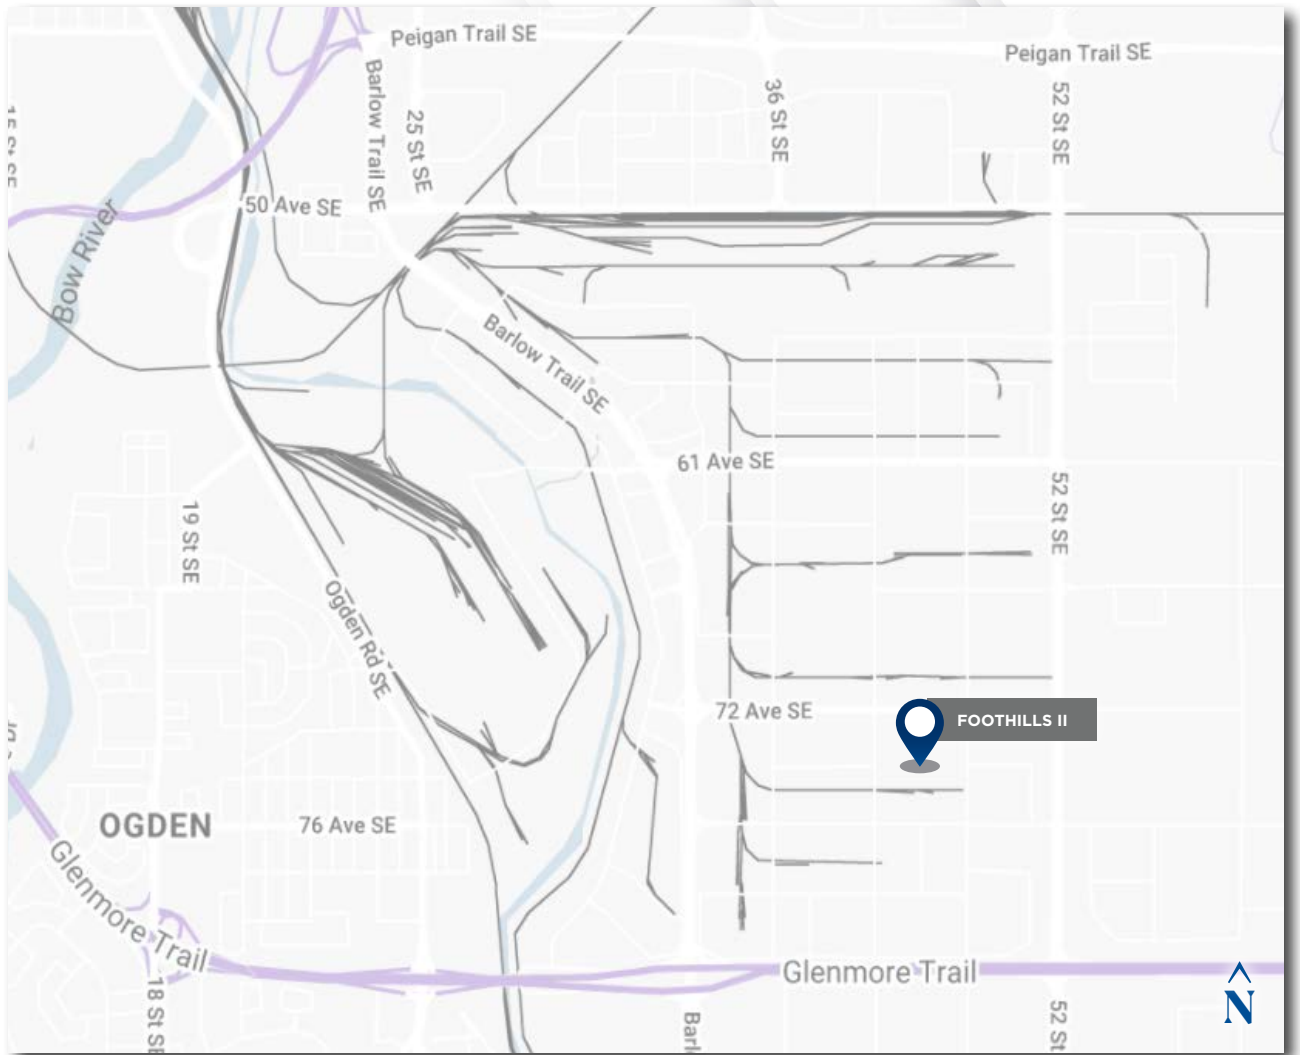 Peigan Trail SE
Peigan Trail SE
Barlow Trail SE
25 St SE
36 St SE
52 St SE
50 Ave SE
Bow River
Barlow Trail SE
61 Ave SE
52 St SE
19 St SE
Ogden Rd SE
72 Ave SE
FOOTHILLS II
OGDEN
76 Ave SE
Glenmore Trail
Glenmore Trail
18 St SE
52 St
N